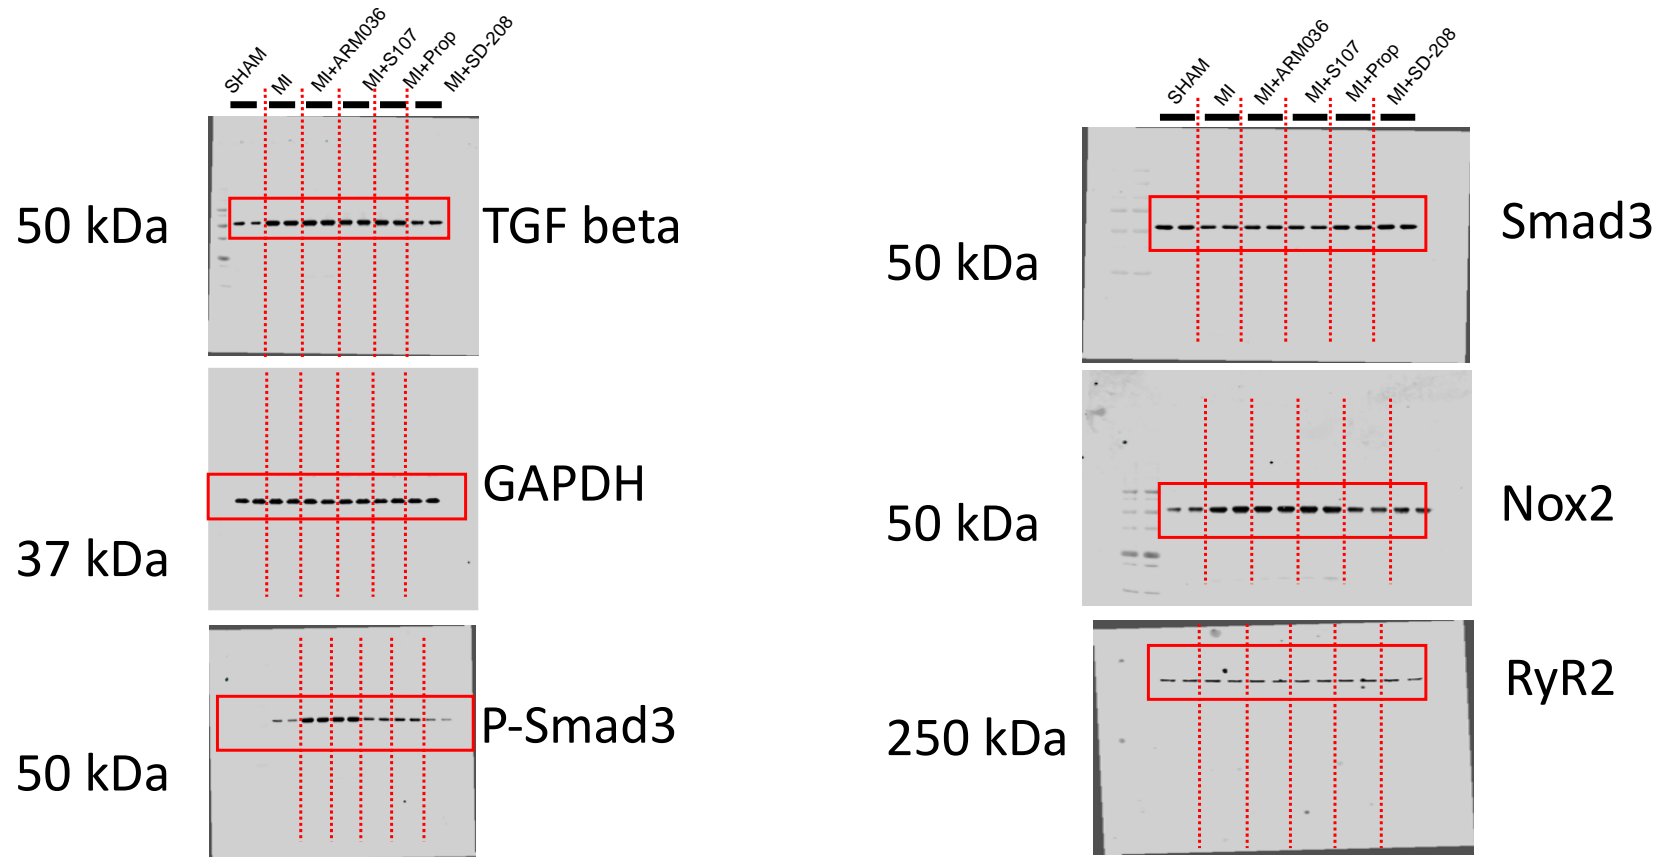 SHAM
MI
MI+ARM036
MI+S107
MI+Prop
MI+SD-208
50 kDa
TGF beta
37 kDa
GAPDH
50 kDa
P-Smad3
SHAM
MI
MI+ARM036
MI+S107
MI+Prop
MI+SD-208
50 kDa
Smad3
50 kDa
Nox2
250 kDa
RyR2